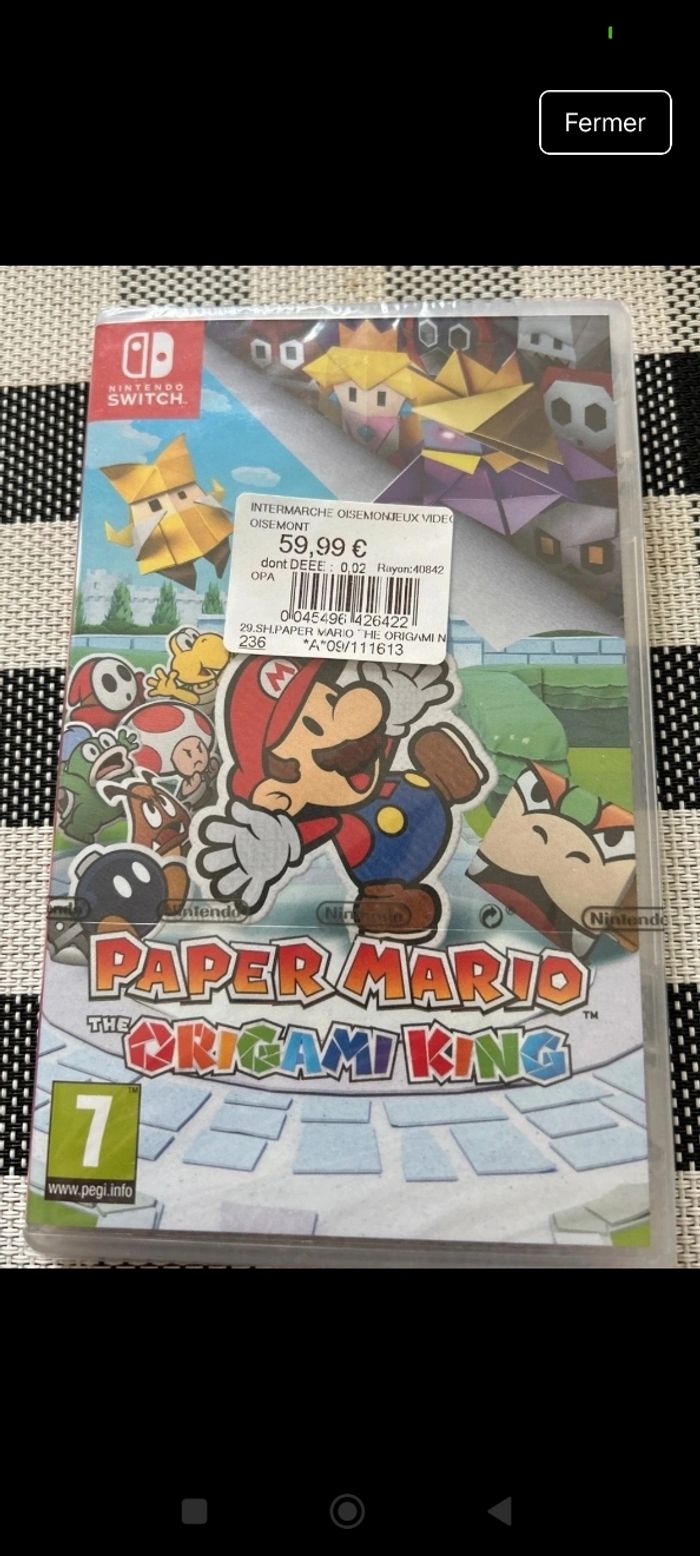 Fermer
NINTENDO
SWITCH
INTERMARCHE OISEMONJEUX VIDEO
OISEMONT
59,99 €
dont DEEE : 0,02 Rayon:40842
OPA
0 045496 426422
29.SH.PAPER MARIO THE ORIGAMI N
236 *A*09/111613
M
Nintendo Nintendo Nintendo
PAPER MARIO™
THE ORIGAMI KING
7
www.pegi.info